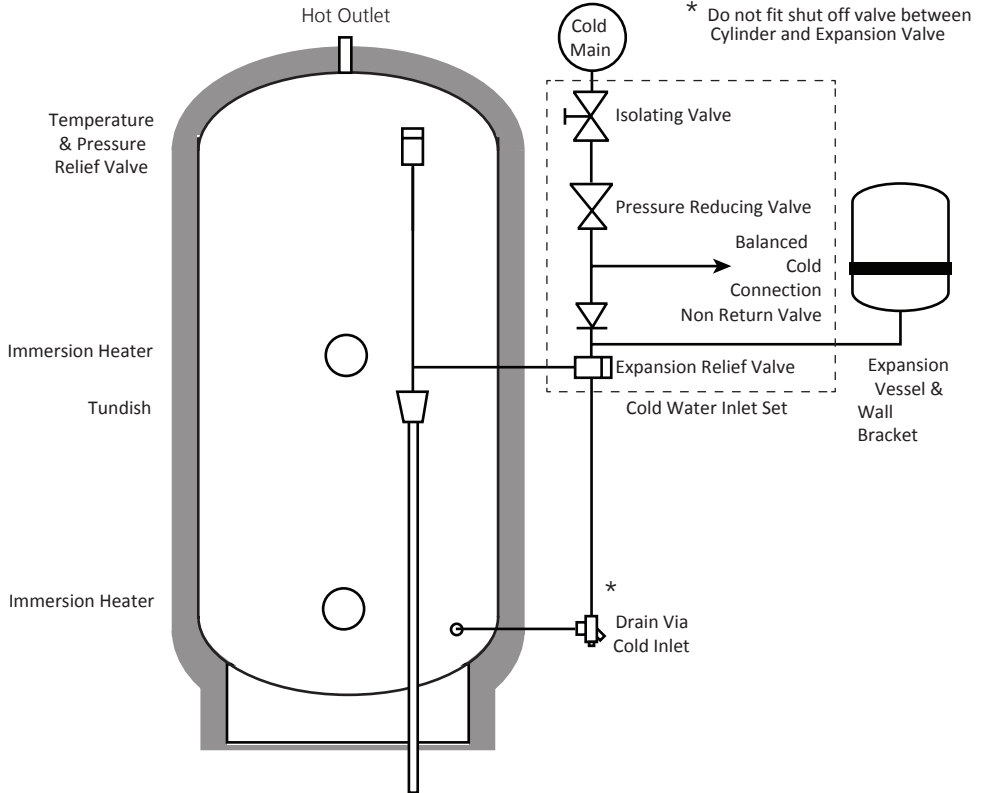 Hot Outlet
Cold
Main
* Do not fit shut off valve between
Cylinder and Expansion Valve
Temperature
& Pressure
Relief Valve
Isolating Valve
Pressure Reducing Valve
Balanced
Cold
Connection
Non Return Valve
Immersion Heater
Expansion Relief Valve
Expansion
Vessel &
Wall
Bracket
Tundish
Cold Water Inlet Set
Immersion Heater
*
Drain Via
Cold Inlet